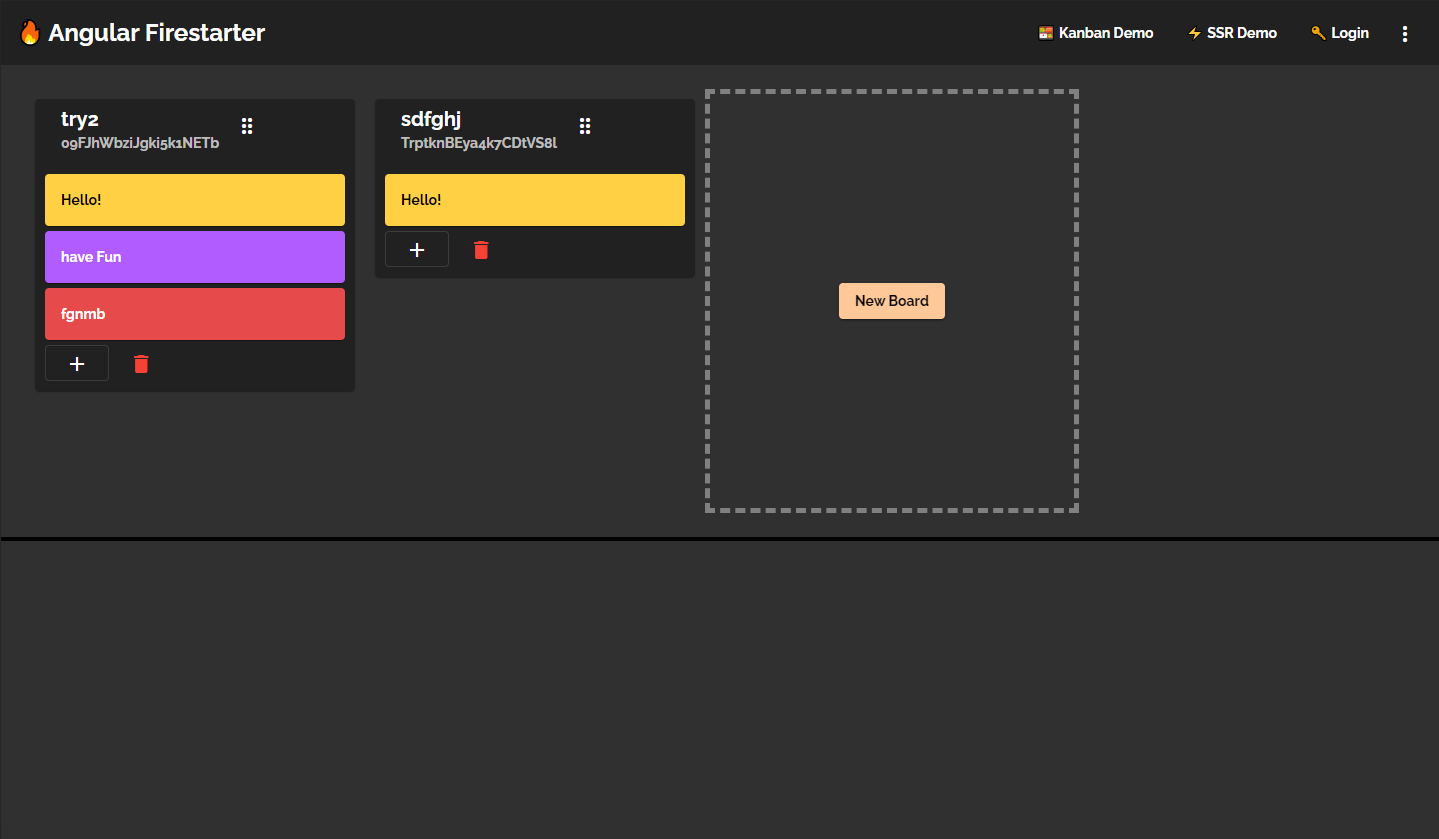 Angular Firestarter
Kanban Demo
SSR Demo
Login
try2
o9FJhWbziJgki5k1NETb
Hello!
have Fun
fgnmb
sdfghj
TrptknBEya4k7CDtVS8l
Hello!
New Board